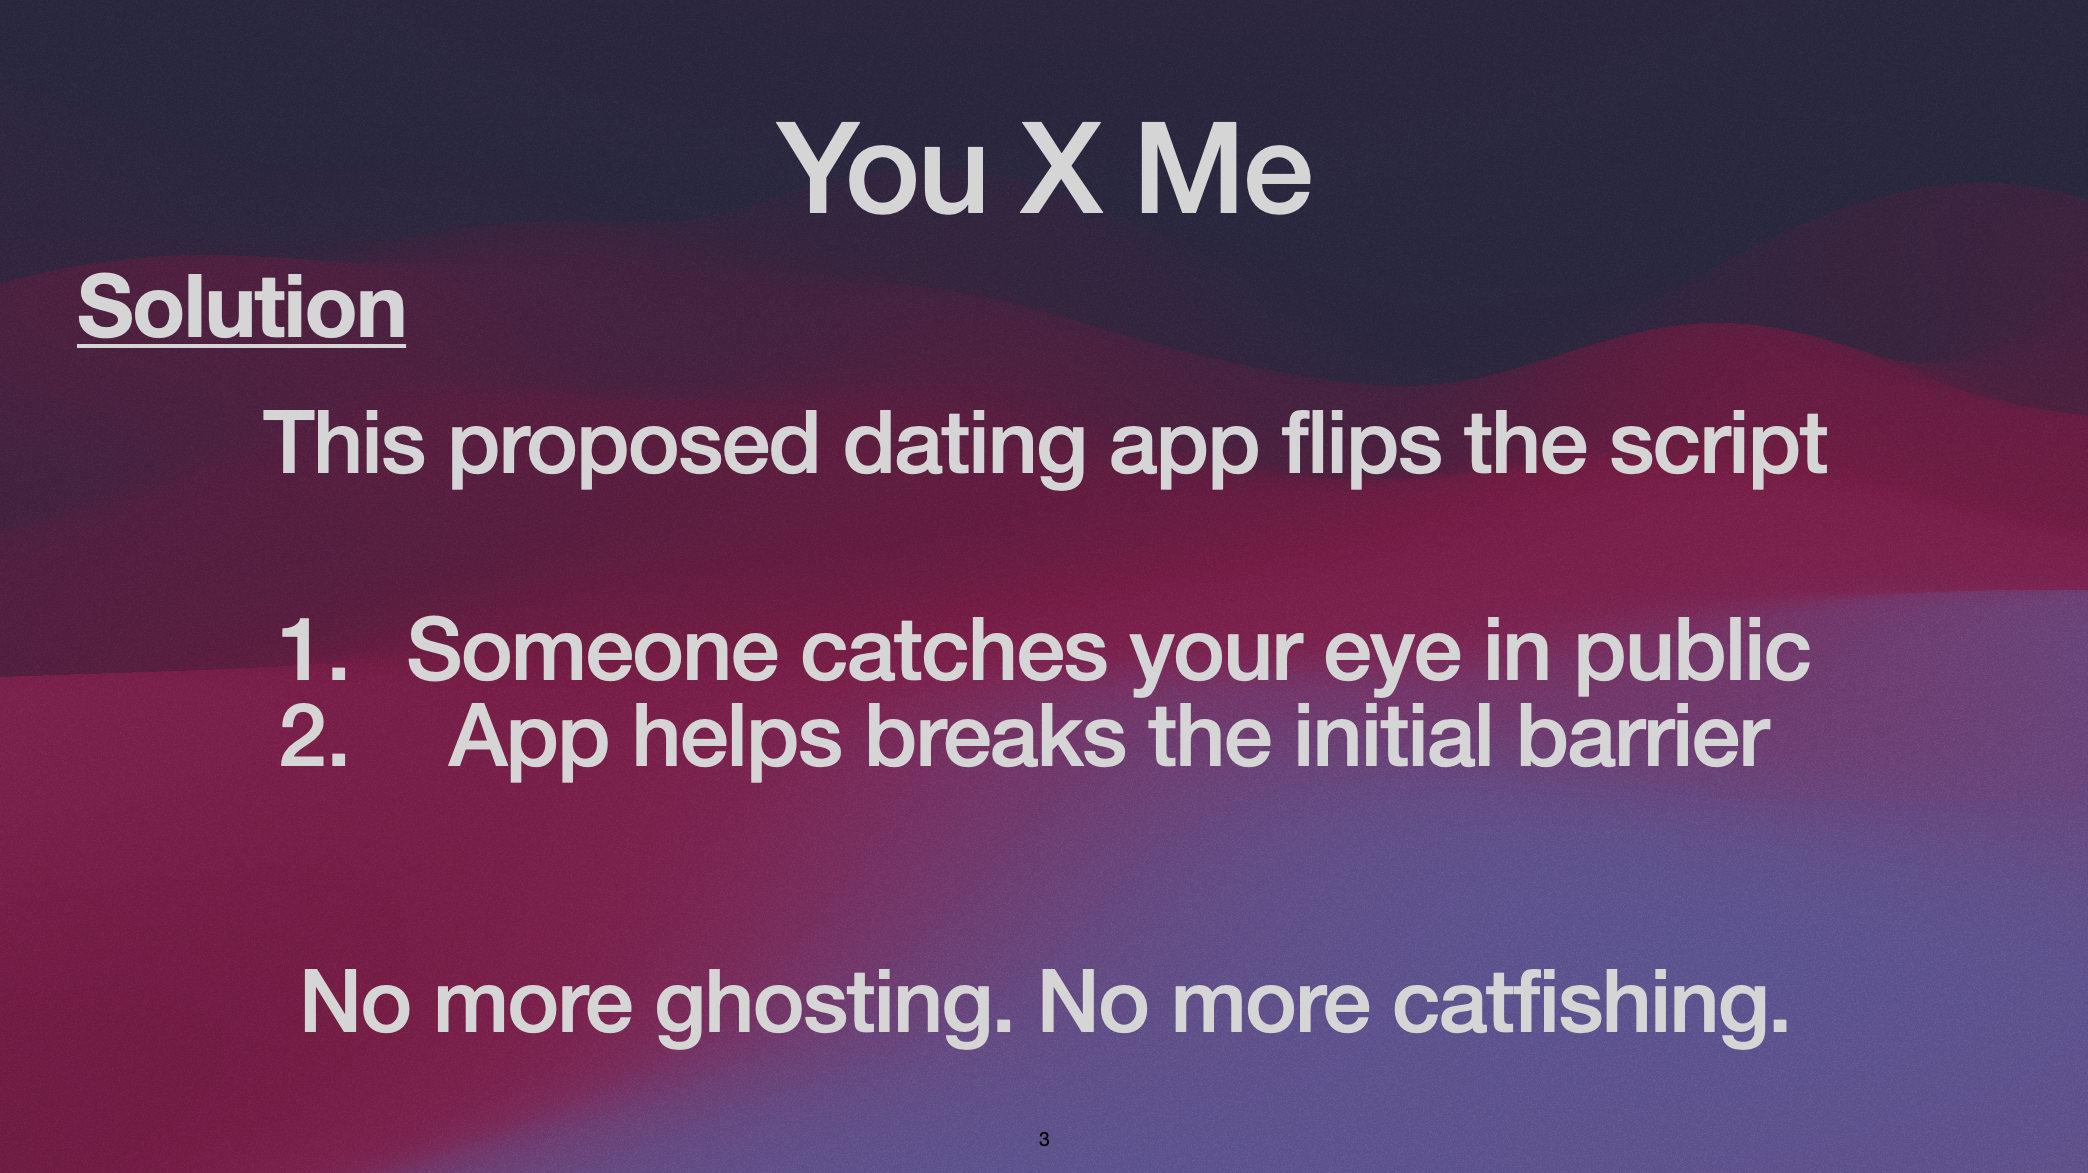 You X Me
Solution
This proposed dating app flips the script
1. Someone catches your eye in public
2. App helps breaks the initial barrier
No more ghosting. No more catfishing.
3